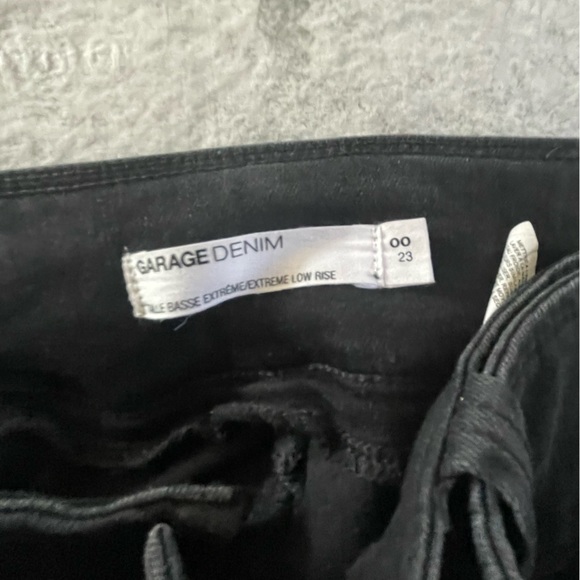 GARAGE DENIM
TAILLE BASSE EXTRÊME/EXTREME LOW RISE
00
23